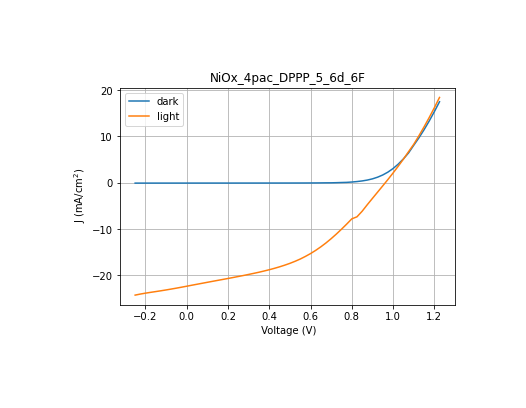 NiOx_4pac_DPPP_5_6d_6F
dark
light
20
10
0
−10
−20
J (mA/cm²)
−0.2 0.0 0.2 0.4 0.6 0.8 1.0 1.2
Voltage (V)